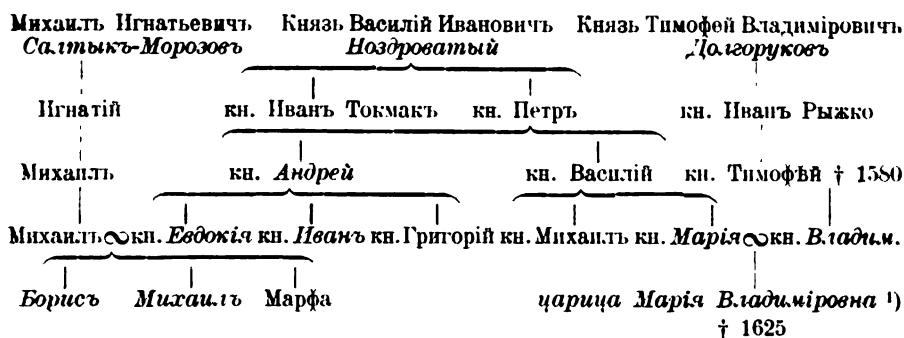 Михаилъ Игнатьевичъ Князь Василій Ивановичъ Князь Тимофей Владиміровичъ
Салтыкъ-Морозовъ Ноздроватый Долгоруковъ
Игнатій кн. Иванъ Токмакъ кн. Петръ кн. Иванъ Рыжко
Михаилъ кн. Андрей кн. Василій кн. Тимофѣй † 1580
Михаилъ∾кн. Евдокія кн. Иванъ кн. Григорій кн. Михаилъ кн. Марія∾кн. Владим.
Борисъ Михаилъ Марфа царица Марія Владиміровна ¹)
† 1625